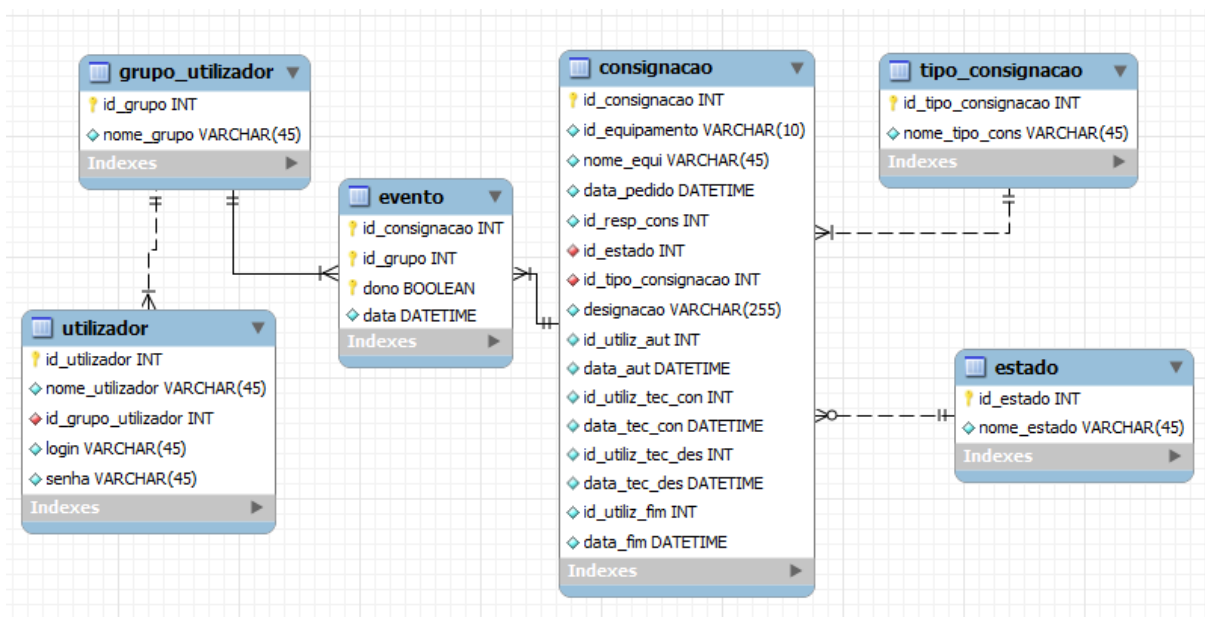 grupo_utilizador
id_grupo INT
nome_grupo VARCHAR(45)
Indexes
utilizador
id_utilizador INT
nome_utilizador VARCHAR(45)
id_grupo_utilizador INT
login VARCHAR(45)
senha VARCHAR(45)
Indexes
evento
id_consignacao INT
id_grupo INT
dono BOOLEAN
data DATETIME
Indexes
consignacao
id_consignacao INT
id_equipamento VARCHAR(10)
nome_equi VARCHAR(45)
data_pedido DATETIME
id_resp_cons INT
id_estado INT
id_tipo_consignacao INT
designacao VARCHAR(255)
id_utiliz_aut INT
data_aut DATETIME
id_utiliz_tec_con INT
data_tec_con DATETIME
id_utiliz_tec_des INT
data_tec_des DATETIME
id_utiliz_fim INT
data_fim DATETIME
Indexes
tipo_consignacao
id_tipo_consignacao INT
nome_tipo_cons VARCHAR(45)
Indexes
estado
id_estado INT
nome_estado VARCHAR(45)
Indexes